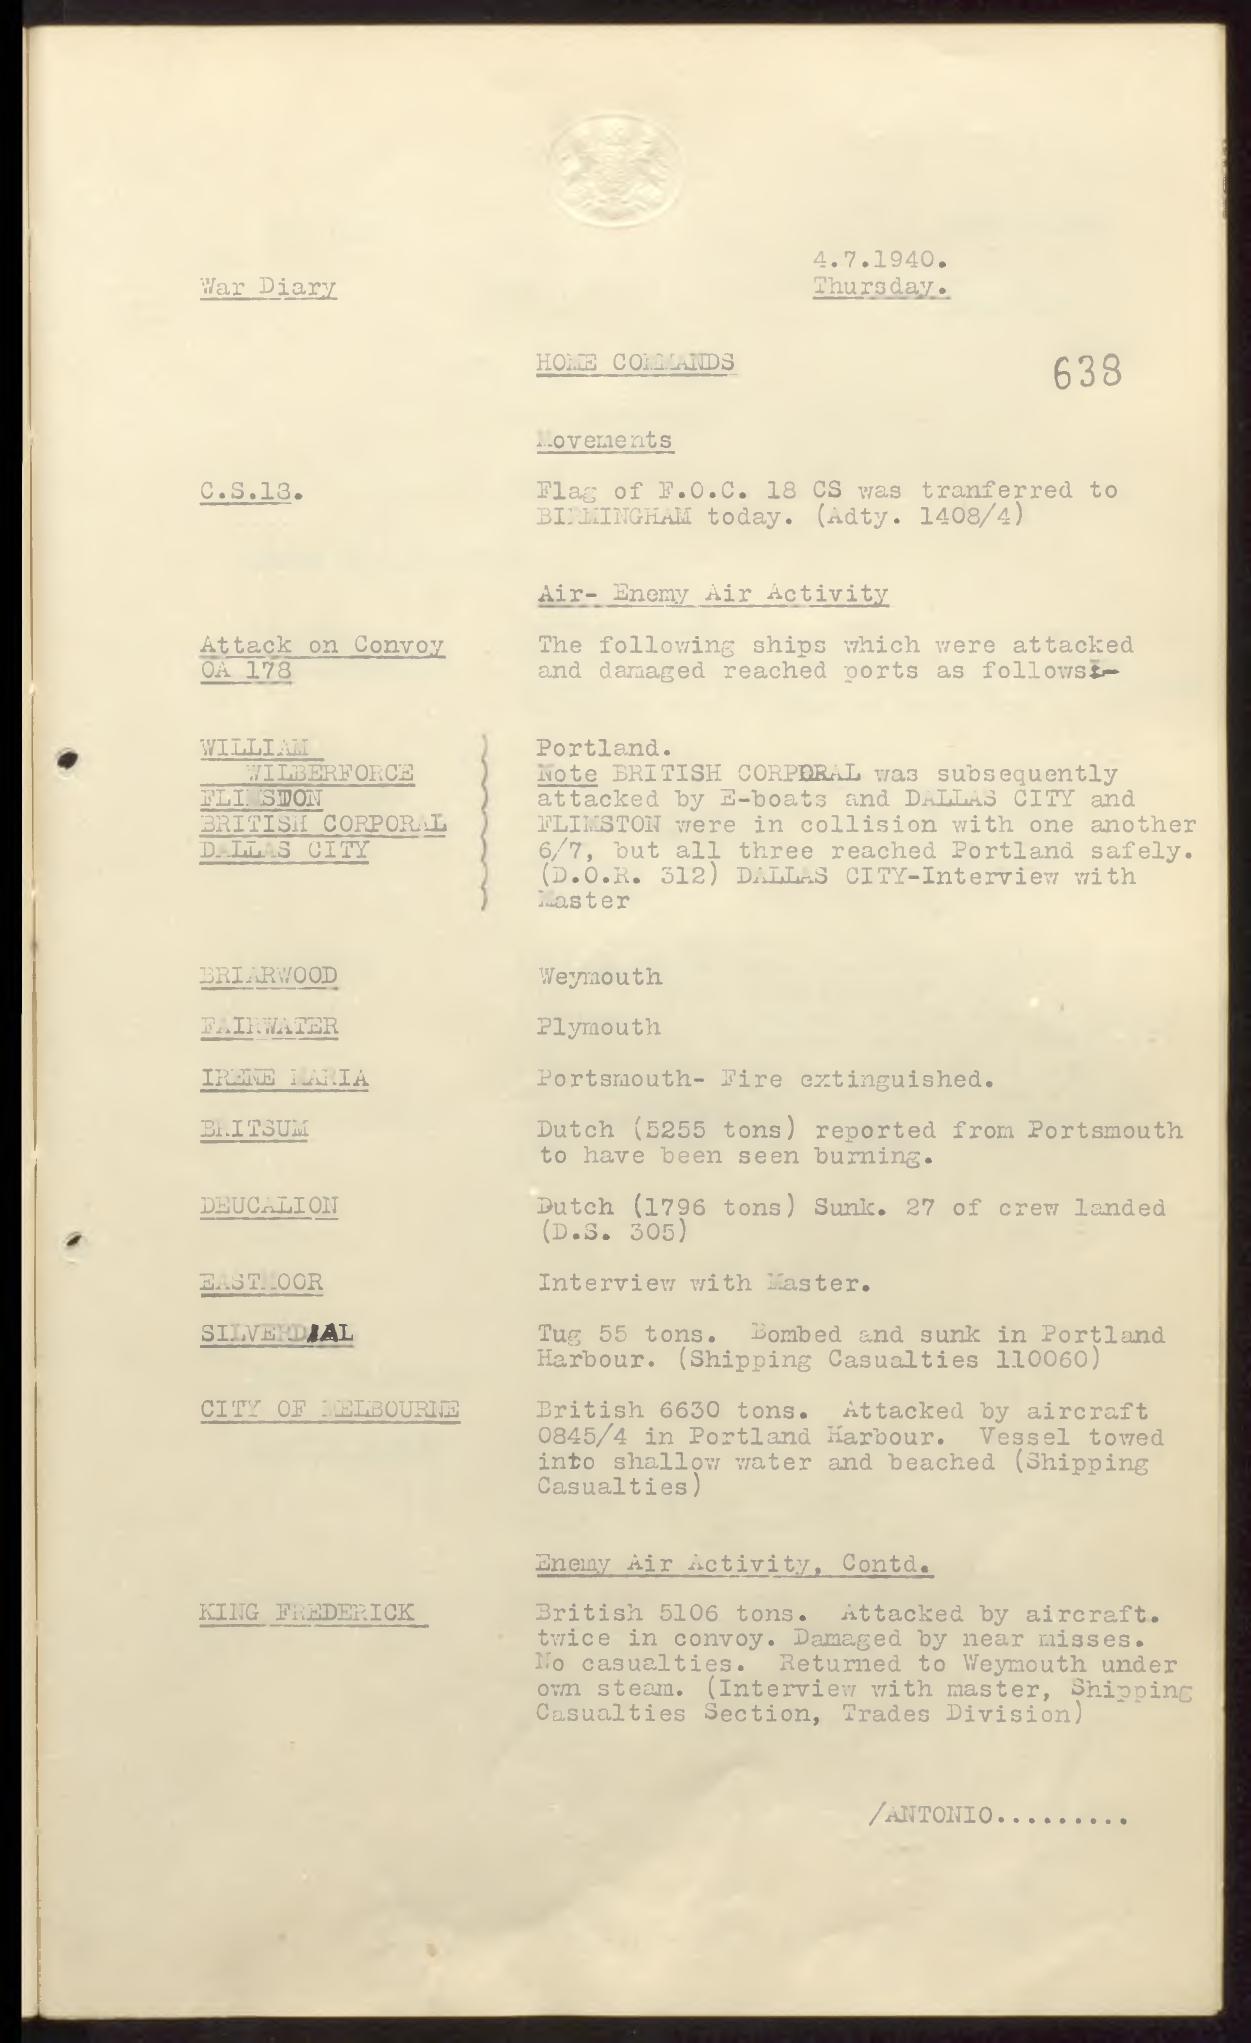 4.7.1940.
War Diary
Thursday.
HOME COMMANDS
638
Movements
C.S.18.
Flag of F.O.C. 18 CS was tranferred to
BIRMINGHAM today. (Adty. 1408/4)
Air- Enemy Air Activity
Attack on Convoy
OA 178
The following ships which were attacked
and damaged reached ports as follows:-
WILLIAM
WILBERFORCE
FLIMSTON
BRITISH CORPORAL
DALLAS CITY
Portland.
Note BRITISH CORPORAL was subsequently
attacked by E-boats and DALLAS CITY and
FLIMSTON were in collision with one another
6/7, but all three reached Portland safely.
(D.O.R. 312) DALLAS CITY-Interview with
Master
BRIARWOOD
Weymouth
FAIRWATER
Plymouth
IRENE MARIA
Portsmouth- Fire extinguished.
BRITSUM
Dutch (5255 tons) reported from Portsmouth
to have been seen burning.
DEUCALION
Dutch (1796 tons) Sunk. 27 of crew landed
(D.S. 305)
EASTMOOR
Interview with Master.
SILVERDIAL
Tug 55 tons. Bombed and sunk in Portland
Harbour. (Shipping Casualties 110060)
CITY OF MELBOURNE
British 6630 tons. Attacked by aircraft
0845/4 in Portland Harbour. Vessel towed
into shallow water and beached (Shipping
Casualties)
Enemy Air Activity, Contd.
KING FREDERICK
British 5106 tons. Attacked by aircraft.
twice in convoy. Damaged by near misses.
No casualties. Returned to Weymouth under
own steam. (Interview with master, Shipping
Casualties Section, Trades Division)
/ANTONIO.........